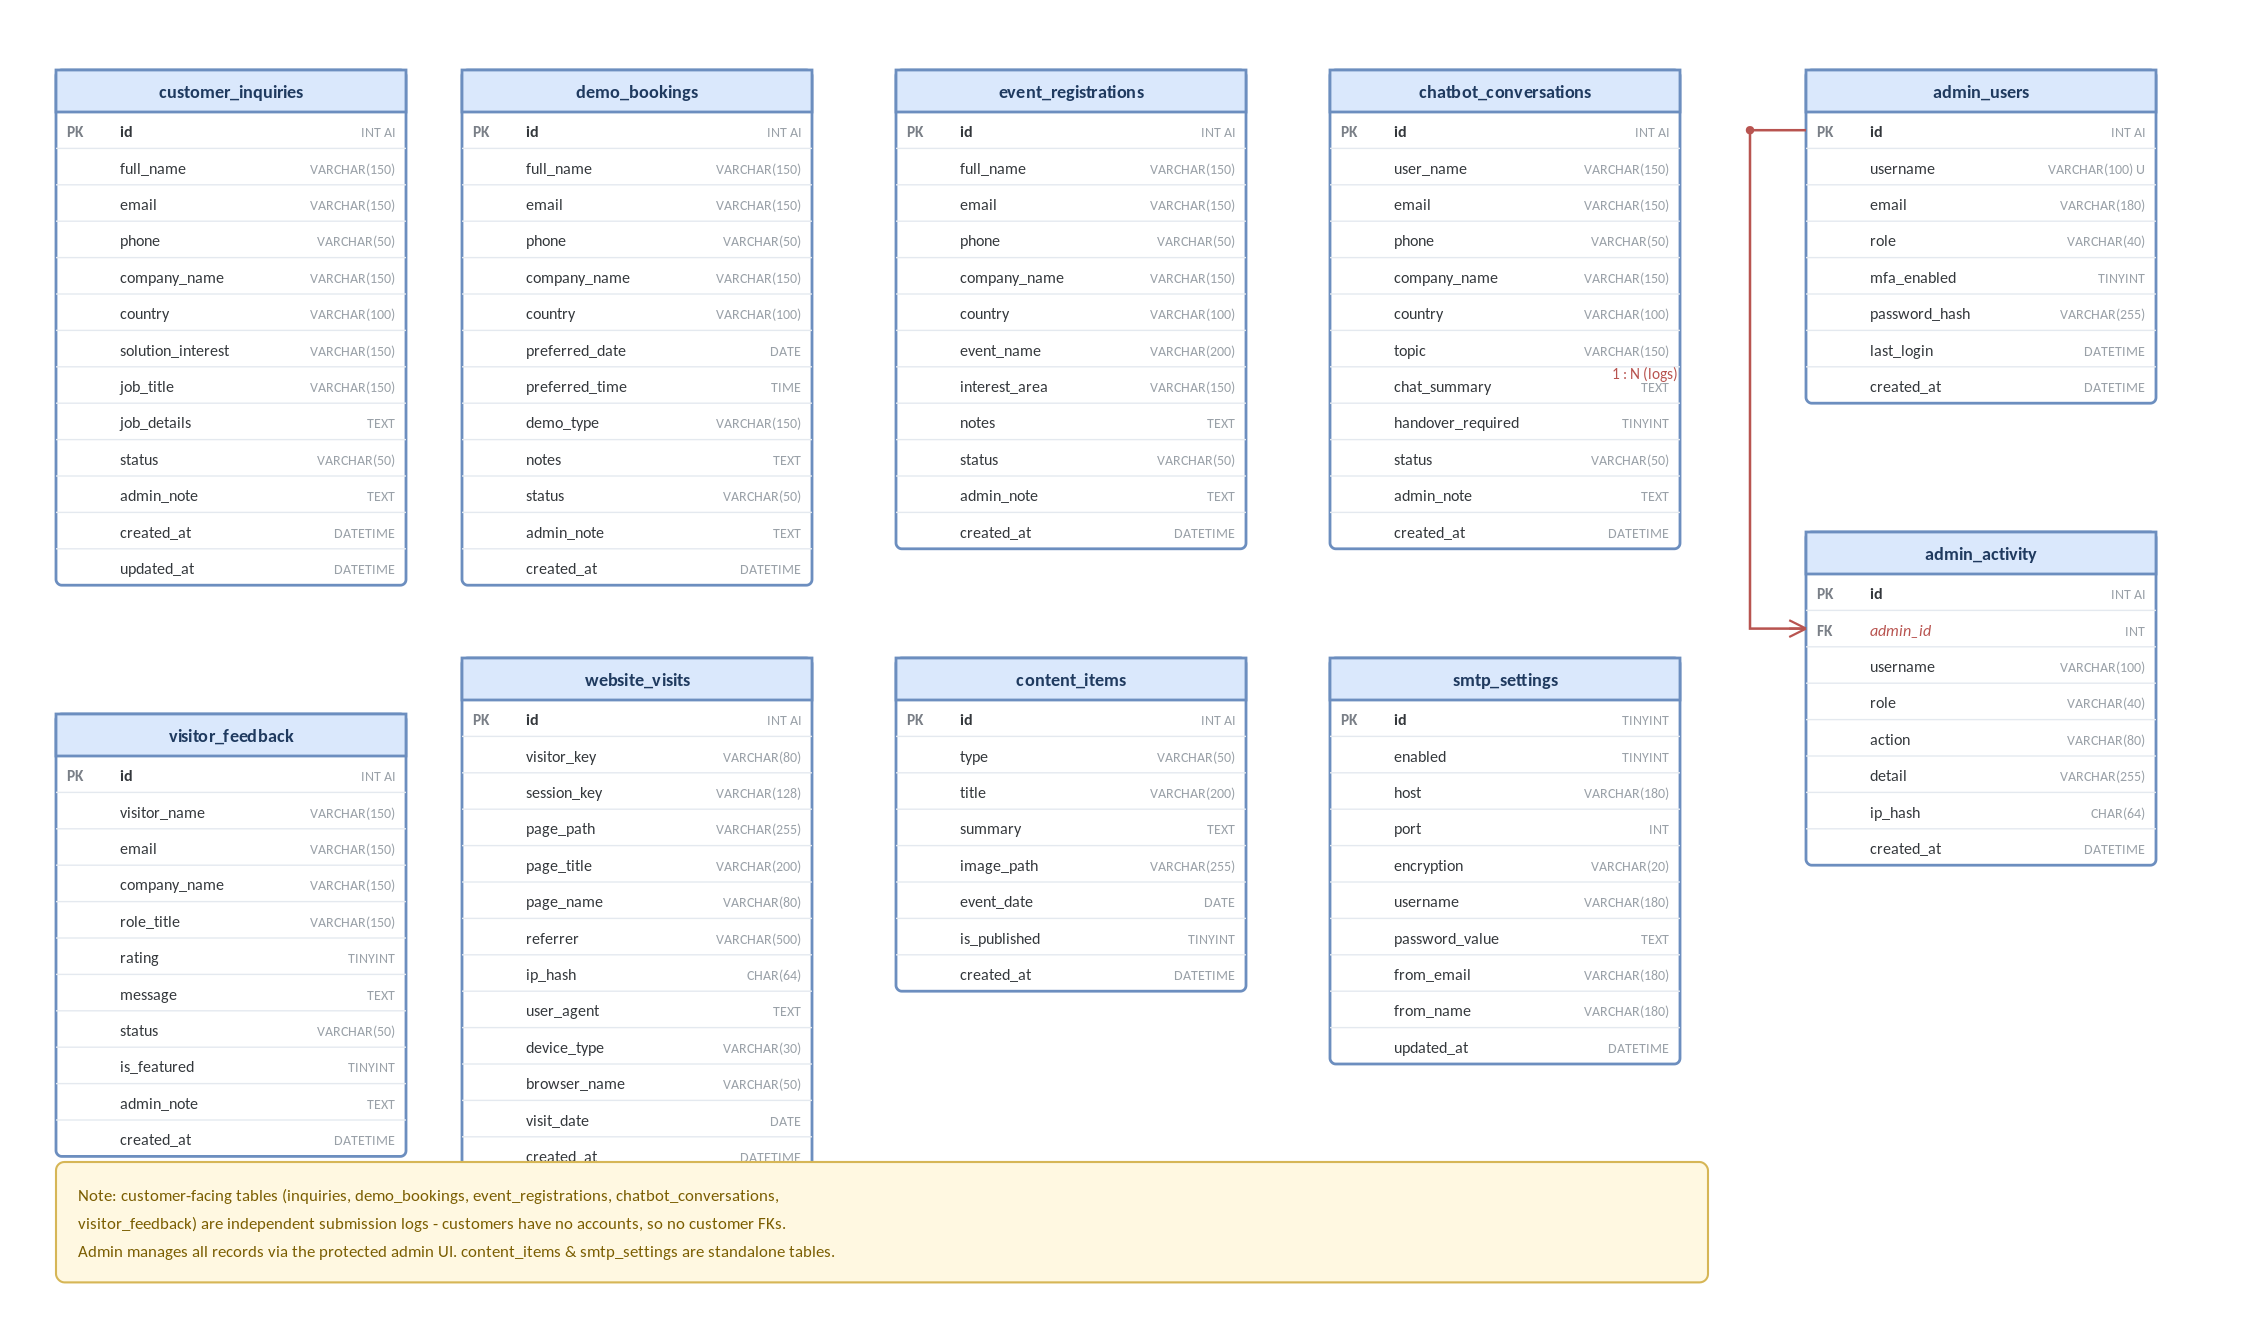 customer_inquiries
PK id INT AI
full_name VARCHAR(150)
email VARCHAR(150)
phone VARCHAR(50)
company_name VARCHAR(150)
country VARCHAR(100)
solution_interest VARCHAR(150)
job_title VARCHAR(150)
job_details TEXT
status VARCHAR(50)
admin_note TEXT
created_at DATETIME
updated_at DATETIME
demo_bookings
PK id INT AI
full_name VARCHAR(150)
email VARCHAR(150)
phone VARCHAR(50)
company_name VARCHAR(150)
country VARCHAR(100)
preferred_date DATE
preferred_time TIME
demo_type VARCHAR(150)
notes TEXT
status VARCHAR(50)
admin_note TEXT
created_at DATETIME
event_registrations
PK id INT AI
full_name VARCHAR(150)
email VARCHAR(150)
phone VARCHAR(50)
company_name VARCHAR(150)
country VARCHAR(100)
event_name VARCHAR(200)
interest_area VARCHAR(150)
notes TEXT
status VARCHAR(50)
admin_note TEXT
created_at DATETIME
chatbot_conversations
PK id INT AI
user_name VARCHAR(150)
email VARCHAR(150)
phone VARCHAR(50)
company_name VARCHAR(150)
country VARCHAR(100)
topic VARCHAR(150)
1 : N (logs)
chat_summary TEXT
handover_required TINYINT
status VARCHAR(50)
admin_note TEXT
created_at DATETIME
admin_users
PK id INT AI
username VARCHAR(100) U
email VARCHAR(180)
role VARCHAR(40)
mfa_enabled TINYINT
password_hash VARCHAR(255)
last_login DATETIME
created_at DATETIME
admin_activity
PK id INT AI
FK admin_id INT
username VARCHAR(100)
role VARCHAR(40)
action VARCHAR(80)
detail VARCHAR(255)
ip_hash CHAR(64)
created_at DATETIME
visitor_feedback
PK id INT AI
visitor_name VARCHAR(150)
email VARCHAR(150)
company_name VARCHAR(150)
role_title VARCHAR(150)
rating TINYINT
message TEXT
status VARCHAR(50)
is_featured TINYINT
admin_note TEXT
created_at DATETIME
website_visits
PK id INT AI
visitor_key VARCHAR(80)
session_key VARCHAR(128)
page_path VARCHAR(255)
page_title VARCHAR(200)
page_name VARCHAR(80)
referrer VARCHAR(500)
ip_hash CHAR(64)
user_agent TEXT
device_type VARCHAR(30)
browser_name VARCHAR(50)
visit_date DATE
created_at DATETIME
content_items
PK id INT AI
type VARCHAR(50)
title VARCHAR(200)
summary TEXT
image_path VARCHAR(255)
event_date DATE
is_published TINYINT
created_at DATETIME
smtp_settings
PK id TINYINT
enabled TINYINT
host VARCHAR(180)
port INT
encryption VARCHAR(20)
username VARCHAR(180)
password_value TEXT
from_email VARCHAR(180)
from_name VARCHAR(180)
updated_at DATETIME
Note: customer-facing tables (inquiries, demo_bookings, event_registrations, chatbot_conversations,
visitor_feedback) are independent submission logs - customers have no accounts, so no customer FKs.
Admin manages all records via the protected admin UI. content_items & smtp_settings are standalone tables.